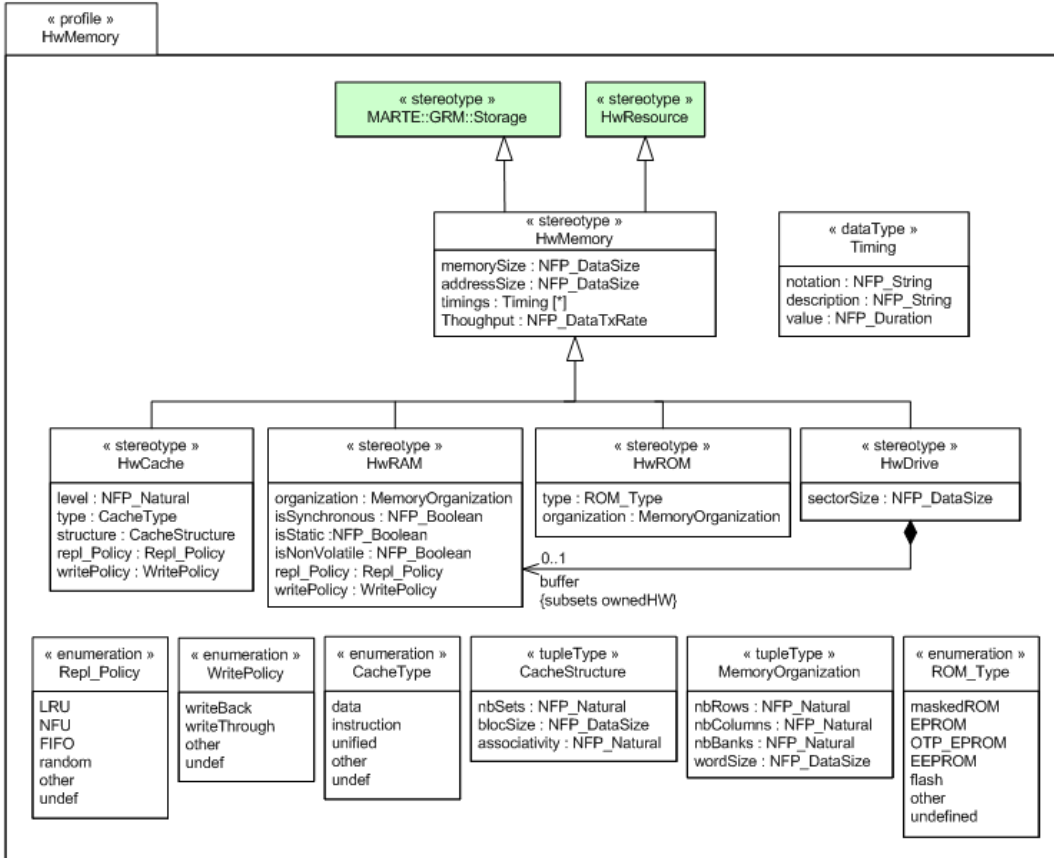 « profile »
HwMemory
« stereotype »
MARTE::GRM::Storage
« stereotype »
HwResource
« stereotype »
HwMemory
memorySize : NFP_DataSize
addressSize : NFP_DataSize
timings : Timing [*]
Thoughput : NFP_DataTxRate
« dataType »
Timing
notation : NFP_String
description : NFP_String
value : NFP_Duration
« stereotype »
HwCache
level : NFP_Natural
type : CacheType
structure : CacheStructure
repl_Policy : Repl_Policy
writePolicy : WritePolicy
« stereotype »
HwRAM
organization : MemoryOrganization
isSynchronous : NFP_Boolean
isStatic :NFP_Boolean
isNonVolatile : NFP_Boolean
repl_Policy : Repl_Policy
writePolicy : WritePolicy
« stereotype »
HwROM
type : ROM_Type
organization : MemoryOrganization
« stereotype »
HwDrive
sectorSize : NFP_DataSize
0..1
buffer
{subsets ownedHW}
« enumeration »
Repl_Policy
LRU
NFU
FIFO
random
other
undef
« enumeration »
WritePolicy
writeBack
writeThrough
other
undef
« enumeration »
CacheType
data
instruction
unified
other
undef
« tupleType »
CacheStructure
nbSets : NFP_Natural
blocSize : NFP_DataSize
associativity : NFP_Natural
« tupleType »
MemoryOrganization
nbRows : NFP_Natural
nbColumns : NFP_Natural
nbBanks : NFP_Natural
wordSize : NFP_DataSize
« enumeration »
ROM_Type
maskedROM
EPROM
OTP_EPROM
EEPROM
flash
other
undefined